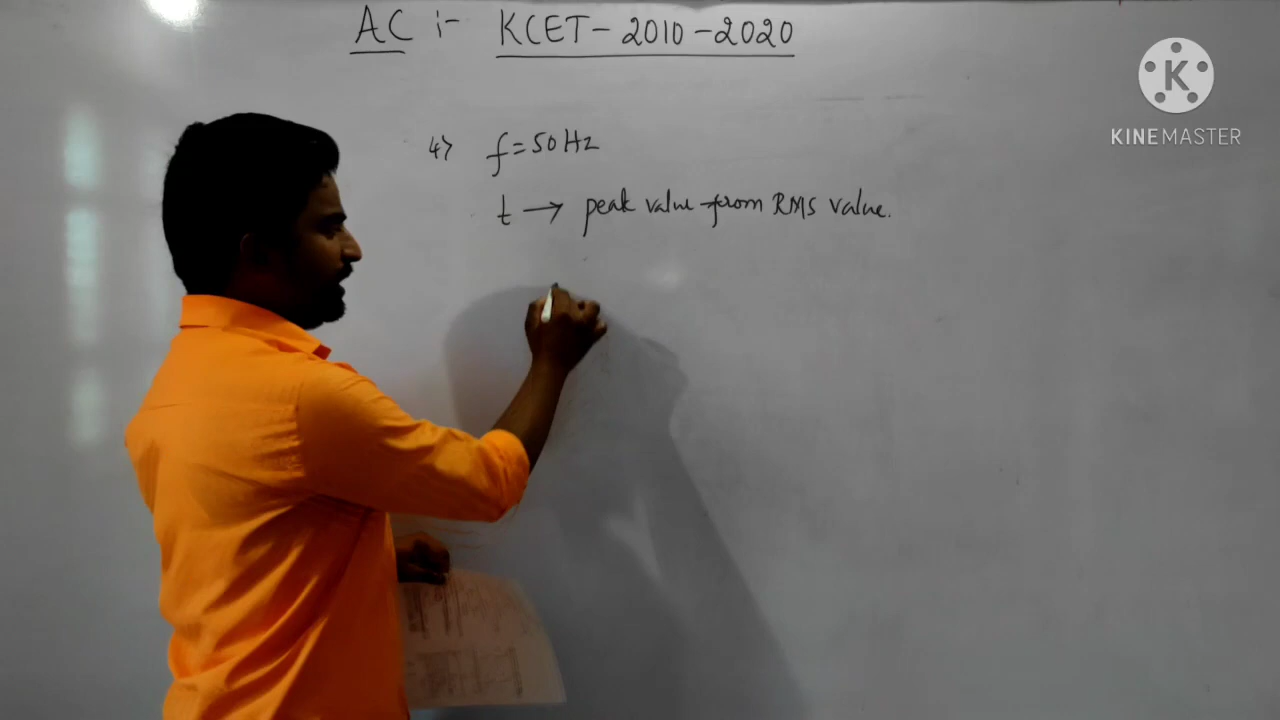 AC :- KCET - 2010 - 2020
4> f = 50 Hz
t → peak value from RMS value.
K
KINEMASTER